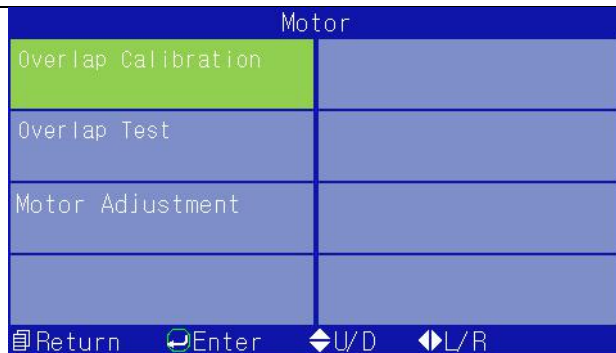 Motor
Overlap Calibration
Overlap Test
Motor Adjustment
Return Enter U/D L/R